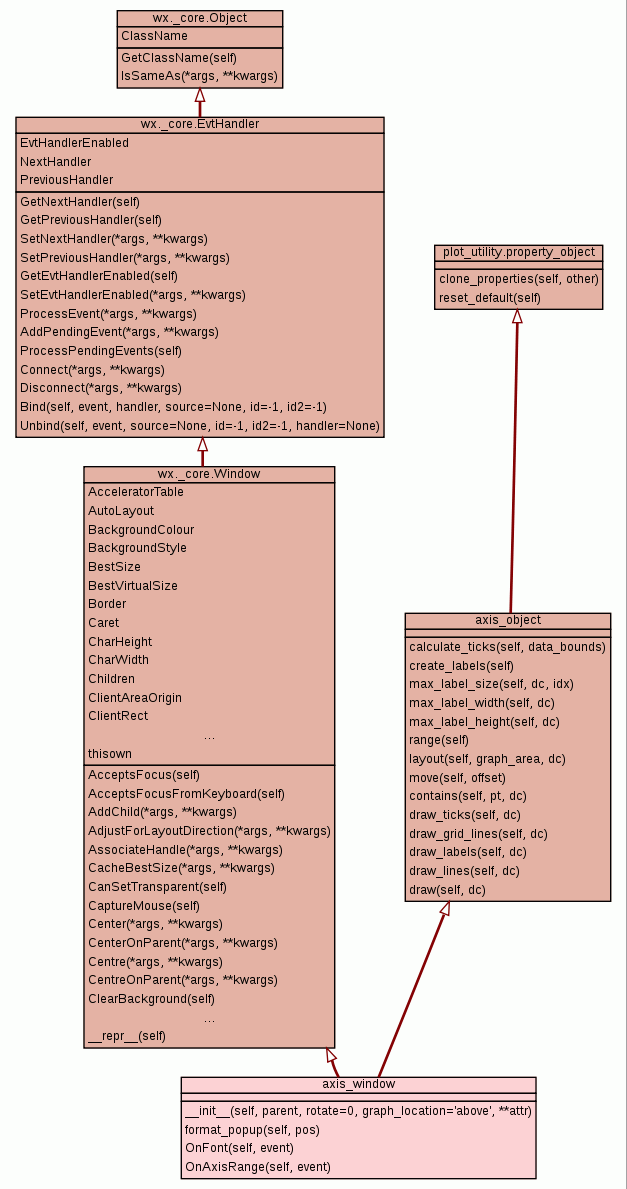 wx._core.Object
ClassName
GetClassName(self)
IsSameAs(*args, **kwargs)
wx._core.EvtHandler
EvtHandlerEnabled
NextHandler
PreviousHandler
GetNextHandler(self)
GetPreviousHandler(self)
SetNextHandler(*args, **kwargs)
SetPreviousHandler(*args, **kwargs)
GetEvtHandlerEnabled(self)
SetEvtHandlerEnabled(*args, **kwargs)
ProcessEvent(*args, **kwargs)
AddPendingEvent(*args, **kwargs)
ProcessPendingEvents(self)
Connect(*args, **kwargs)
Disconnect(*args, **kwargs)
Bind(self, event, handler, source=None, id=-1, id2=-1)
Unbind(self, event, source=None, id=-1, id2=-1, handler=None)
plot_utility.property_object
clone_properties(self, other)
reset_default(self)
wx._core.Window
AcceleratorTable
AutoLayout
BackgroundColour
BackgroundStyle
BestSize
BestVirtualSize
Border
Caret
CharHeight
CharWidth
Children
ClientAreaOrigin
ClientRect
...
thisown
AcceptsFocus(self)
AcceptsFocusFromKeyboard(self)
AddChild(*args, **kwargs)
AdjustForLayoutDirection(*args, **kwargs)
AssociateHandle(*args, **kwargs)
CacheBestSize(*args, **kwargs)
CanSetTransparent(self)
CaptureMouse(self)
Center(*args, **kwargs)
CenterOnParent(*args, **kwargs)
Centre(*args, **kwargs)
CentreOnParent(*args, **kwargs)
ClearBackground(self)
...
__repr__(self)
axis_object
calculate_ticks(self, data_bounds)
create_labels(self)
max_label_size(self, dc, idx)
max_label_width(self, dc)
max_label_height(self, dc)
range(self)
layout(self, graph_area, dc)
move(self, offset)
contains(self, pt, dc)
draw_ticks(self, dc)
draw_grid_lines(self, dc)
draw_labels(self, dc)
draw_lines(self, dc)
draw(self, dc)
axis_window
__init__(self, parent, rotate=0, graph_location='above', **attr)
format_popup(self, pos)
OnFont(self, event)
OnAxisRange(self, event)